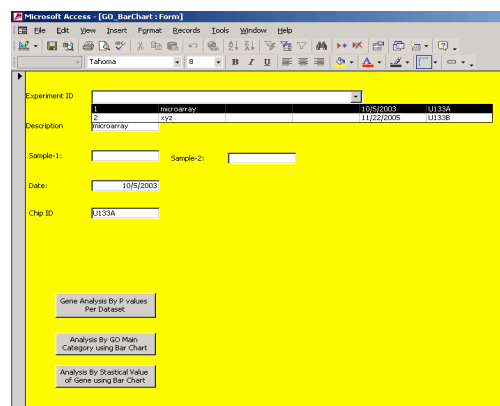 Microsoft Access - [GO_BarChart : Form]
File Edit View Insert Format Records Tools Window Help
Tahoma 8 B I U
Experiment ID
1 microarray 10/5/2003 U133A
2 xyz 11/22/2005 U133B
Description microarray
Sample-1: Sample-2:
Date: 10/5/2003
Chip ID U133A
Gene Analysis By P values
Per Dataset
Analysis By GO Main
Category using Bar Chart
Analysis By Stastical Value
of Gene using Bar Chart